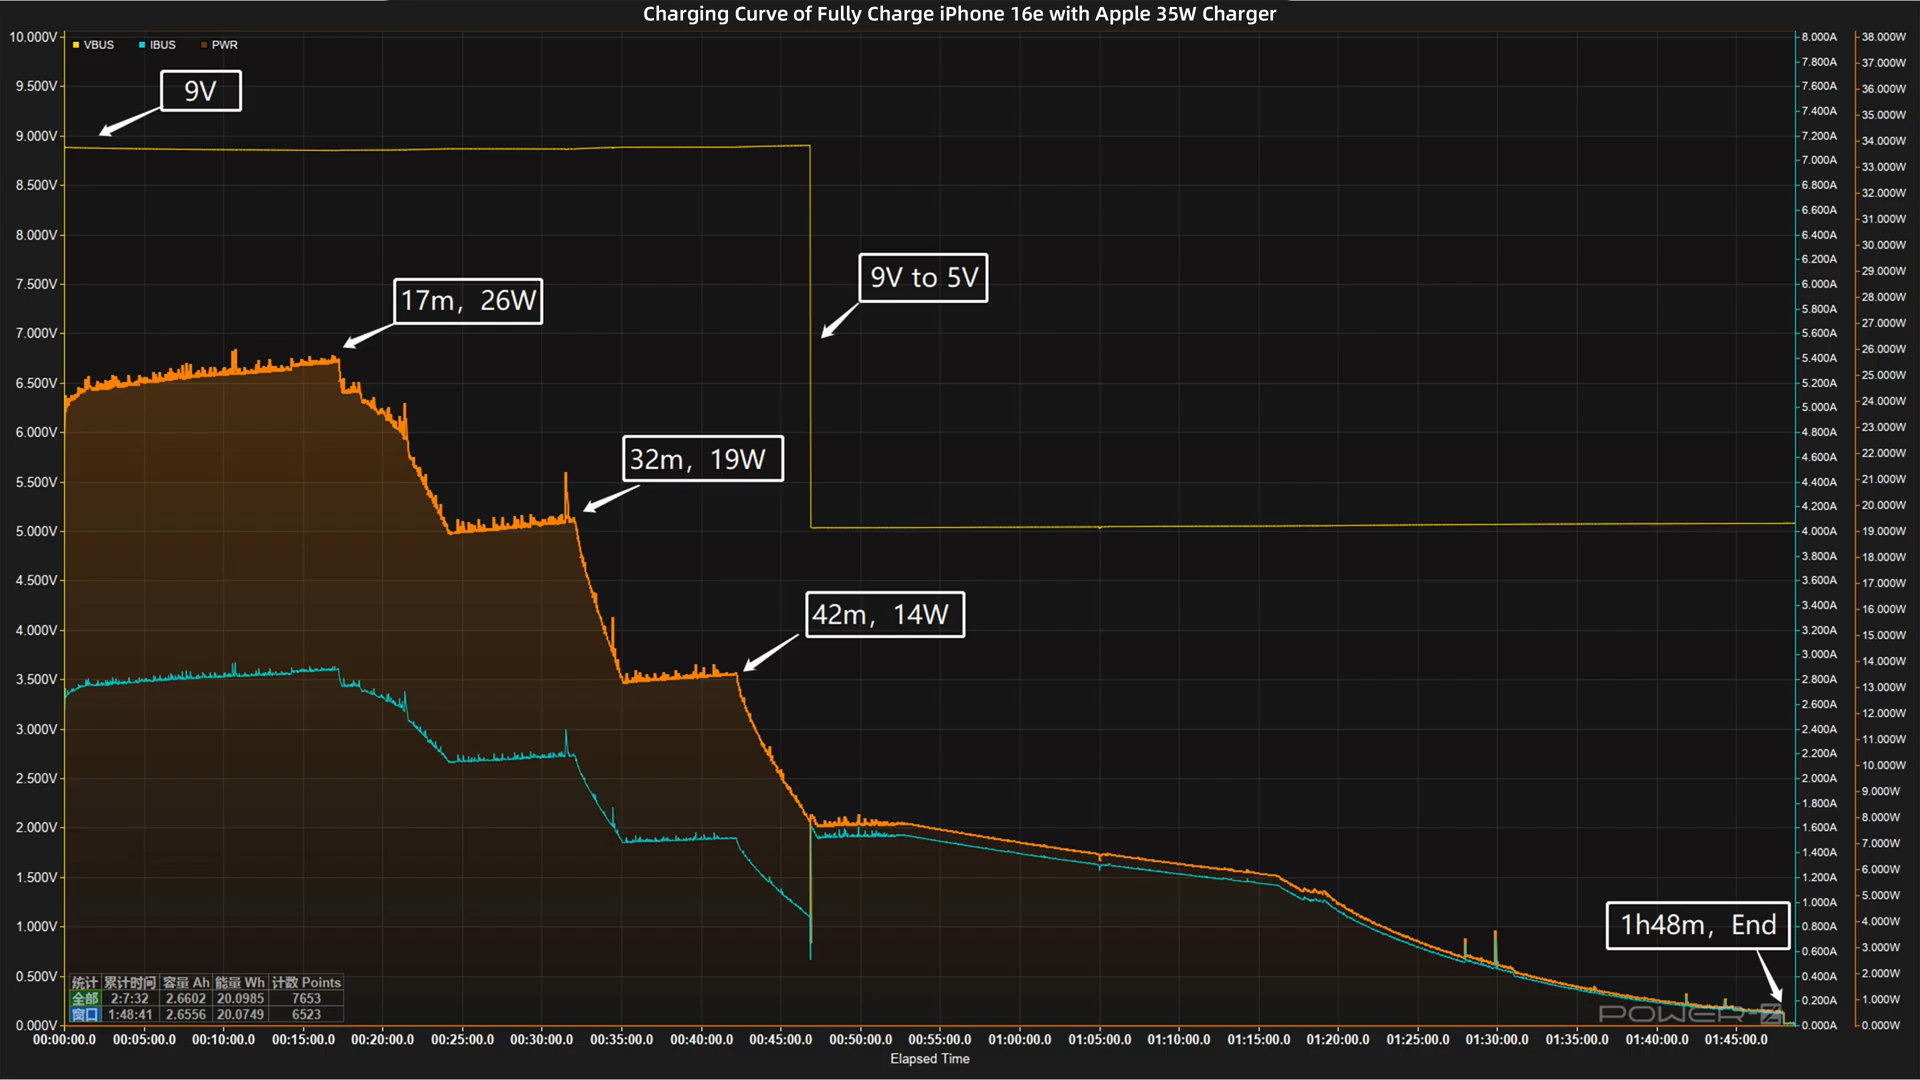 Charging Curve of Fully Charge iPhone 16e with Apple 35W Charger
VBUS IBUS PWR
10.000V
9.500V
9.000V
8.500V
8.000V
7.500V
7.000V
6.500V
6.000V
5.500V
5.000V
4.500V
4.000V
3.500V
3.000V
2.500V
2.000V
1.500V
1.000V
0.500V
0.000V
9V
17m, 26W
9V to 5V
32m, 19W
42m, 14W
1h48m, End
8.000A
7.800A
7.600A
7.400A
7.200A
7.000A
6.800A
6.600A
6.400A
6.200A
6.000A
5.800A
5.600A
5.400A
5.200A
5.000A
4.800A
4.600A
4.400A
4.200A
4.000A
3.800A
3.600A
3.400A
3.200A
3.000A
2.800A
2.600A
2.400A
2.200A
2.000A
1.800A
1.600A
1.400A
1.200A
1.000A
0.800A
0.600A
0.400A
0.200A
0.000A
38.000W
37.000W
36.000W
35.000W
34.000W
33.000W
32.000W
31.000W
30.000W
29.000W
28.000W
27.000W
26.000W
25.000W
24.000W
23.000W
22.000W
21.000W
20.000W
19.000W
18.000W
17.000W
16.000W
15.000W
14.000W
13.000W
12.000W
11.000W
10.000W
9.000W
8.000W
7.000W
6.000W
5.000W
4.000W
3.000W
2.000W
1.000W
0.000W
统计 累计时间 容量 Ah 能量 Wh 计数 Points
全部 2:7:32 2.6602 20.0985 7653
窗口 1:48:41 2.6556 20.0749 6523
POWER-Z
00:00:00.0 00:05:00.0 00:10:00.0 00:15:00.0 00:20:00.0 00:25:00.0 00:30:00.0 00:35:00.0 00:40:00.0 00:45:00.0 00:50:00.0 00:55:00.0 01:00:00.0 01:05:00.0 01:10:00.0 01:15:00.0 01:20:00.0 01:25:00.0 01:30:00.0 01:35:00.0 01:40:00.0 01:45:00.0
Elapsed Time